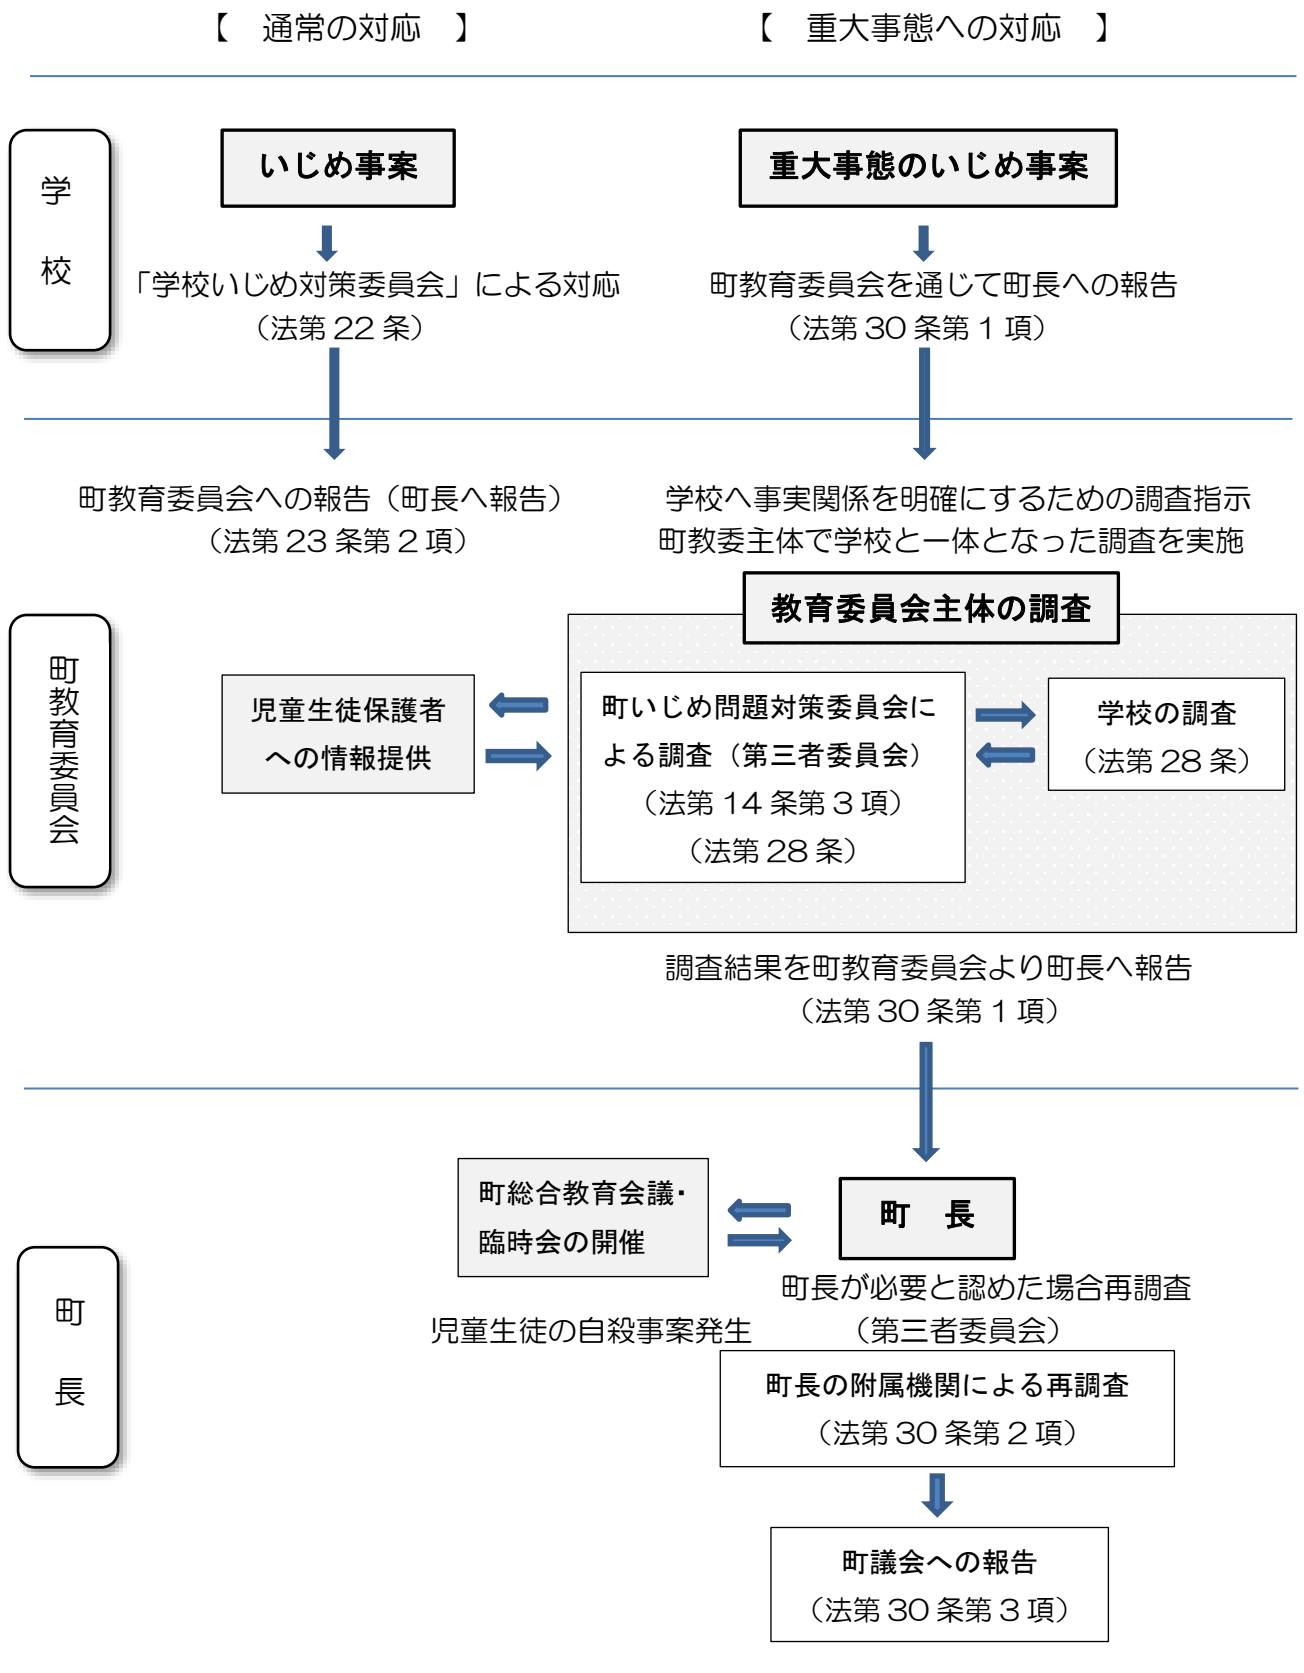 【　通常の対応　】
【　重大事態への対応　】
学校
いじめ事案
重大事態のいじめ事案
「学校いじめ対策委員会」による対応
（法第 22 条）
町教育委員会を通じて町長への報告
（法第 30 条第 1 項）
町教育委員会への報告（町長へ報告）
（法第 23 条第 2 項）
学校へ事実関係を明確にするための調査指示
町教委主体で学校と一体となった調査を実施
町教育委員会
教育委員会主体の調査
児童生徒保護者
への情報提供
町いじめ問題対策委員会に
よる調査（第三者委員会）
（法第 14 条第 3 項）
（法第 28 条）
学校の調査
（法第 28 条）
調査結果を町教育委員会より町長へ報告
（法第 30 条第 1 項）
町長
町総合教育会議・
臨時会の開催
町　長
児童生徒の自殺事案発生
町長が必要と認めた場合再調査
（第三者委員会）
町長の附属機関による再調査
（法第 30 条第 2 項）
町議会への報告
（法第 30 条第 3 項）